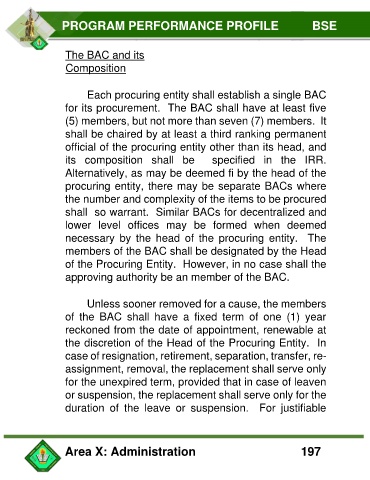 PROGRAM PERFORMANCE PROFILE BSE
The BAC and its
Composition
Each procuring entity shall establish a single BAC
for its procurement. The BAC shall have at least five
(5) members, but not more than seven (7) members. It
shall be chaired by at least a third ranking permanent
official of the procuring entity other than its head, and
its composition shall be specified in the IRR.
Alternatively, as may be deemed fi by the head of the
procuring entity, there may be separate BACs where
the number and complexity of the items to be procured
shall so warrant. Similar BACs for decentralized and
lower level offices may be formed when deemed
necessary by the head of the procuring entity. The
members of the BAC shall be designated by the Head
of the Procuring Entity. However, in no case shall the
approving authority be an member of the BAC.
Unless sooner removed for a cause, the members
of the BAC shall have a fixed term of one (1) year
reckoned from the date of appointment, renewable at
the discretion of the Head of the Procuring Entity. In
case of resignation, retirement, separation, transfer, re-
assignment, removal, the replacement shall serve only
for the unexpired term, provided that in case of leaven
or suspension, the replacement shall serve only for the
duration of the leave or suspension. For justifiable
Area X: Administration 197